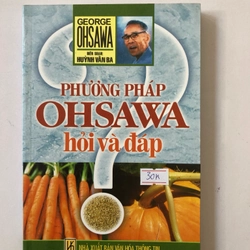 GEORGE
OHSAWA
BIÊN SOẠN
HUỲNH VĂN BA
PHƯƠNG PHÁP
OHSAWA
hỏi và đáp
30K
NHÀ XUẤT BẢN VĂN HÓA THÔNG TIN